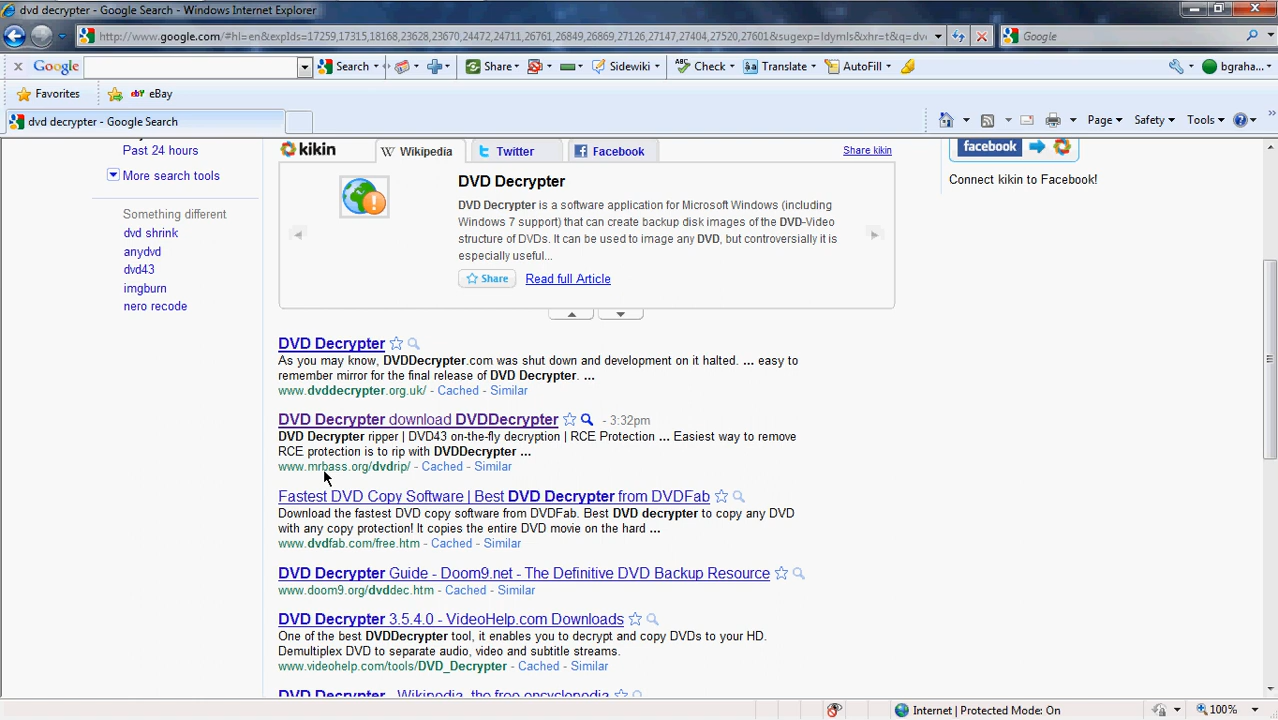 dvd decrypter - Google Search - Windows Internet Explorer
http://www.google.com/#hl=en&expIds=17259,17315,18168,23628,23670,24472,24711,26761,26849,26869,27126,27147,27404,27520,27601&sugexp=ldymls&xhr=t&q=dv
Google
x Google Search Share Sidewiki Check Translate AutoFill bgraha...
Favorites eBay
dvd decrypter - Google Search
Page Safety Tools
Past 24 hours
More search tools
Something different
dvd shrink
anydvd
dvd43
imgburn
nero recode
kikin Wikipedia Twitter Facebook Share kikin
DVD Decrypter
DVD Decrypter is a software application for Microsoft Windows (including
Windows 7 support) that can create backup disk images of the DVD-Video
structure of DVDs. It can be used to image any DVD, but controversially it is
especially useful...
Share Read full Article
facebook
Connect kikin to Facebook!
DVD Decrypter
As you may know, DVDDecrypter.com was shut down and development on it halted. ... easy to
remember mirror for the final release of DVD Decrypter. ...
www.dvddecrypter.org.uk/ - Cached - Similar
DVD Decrypter download DVDDecrypter - 3:32pm
DVD Decrypter ripper | DVD43 on-the-fly decryption | RCE Protection ... Easiest way to remove
RCE protection is to rip with DVDDecrypter ...
www.mrbass.org/dvdrip/ - Cached - Similar
Fastest DVD Copy Software | Best DVD Decrypter from DVDFab
Download the fastest DVD copy software from DVDFab. Best DVD decrypter to copy any DVD
with any copy protection! It copies the entire DVD movie on the hard ...
www.dvdfab.com/free.htm - Cached - Similar
DVD Decrypter Guide - Doom9.net - The Definitive DVD Backup Resource
www.doom9.org/dvddec.htm - Cached - Similar
DVD Decrypter 3.5.4.0 - VideoHelp.com Downloads
One of the best DVDDecrypter tool, it enables you to decrypt and copy DVDs to your HD.
Demultiplex DVD to separate audio, video and subtitle streams.
www.videohelp.com/tools/DVD_Decrypter - Cached - Similar
DVD Decrypter - Wikipedia, the free encyclopedia
Internet | Protected Mode: On
100%